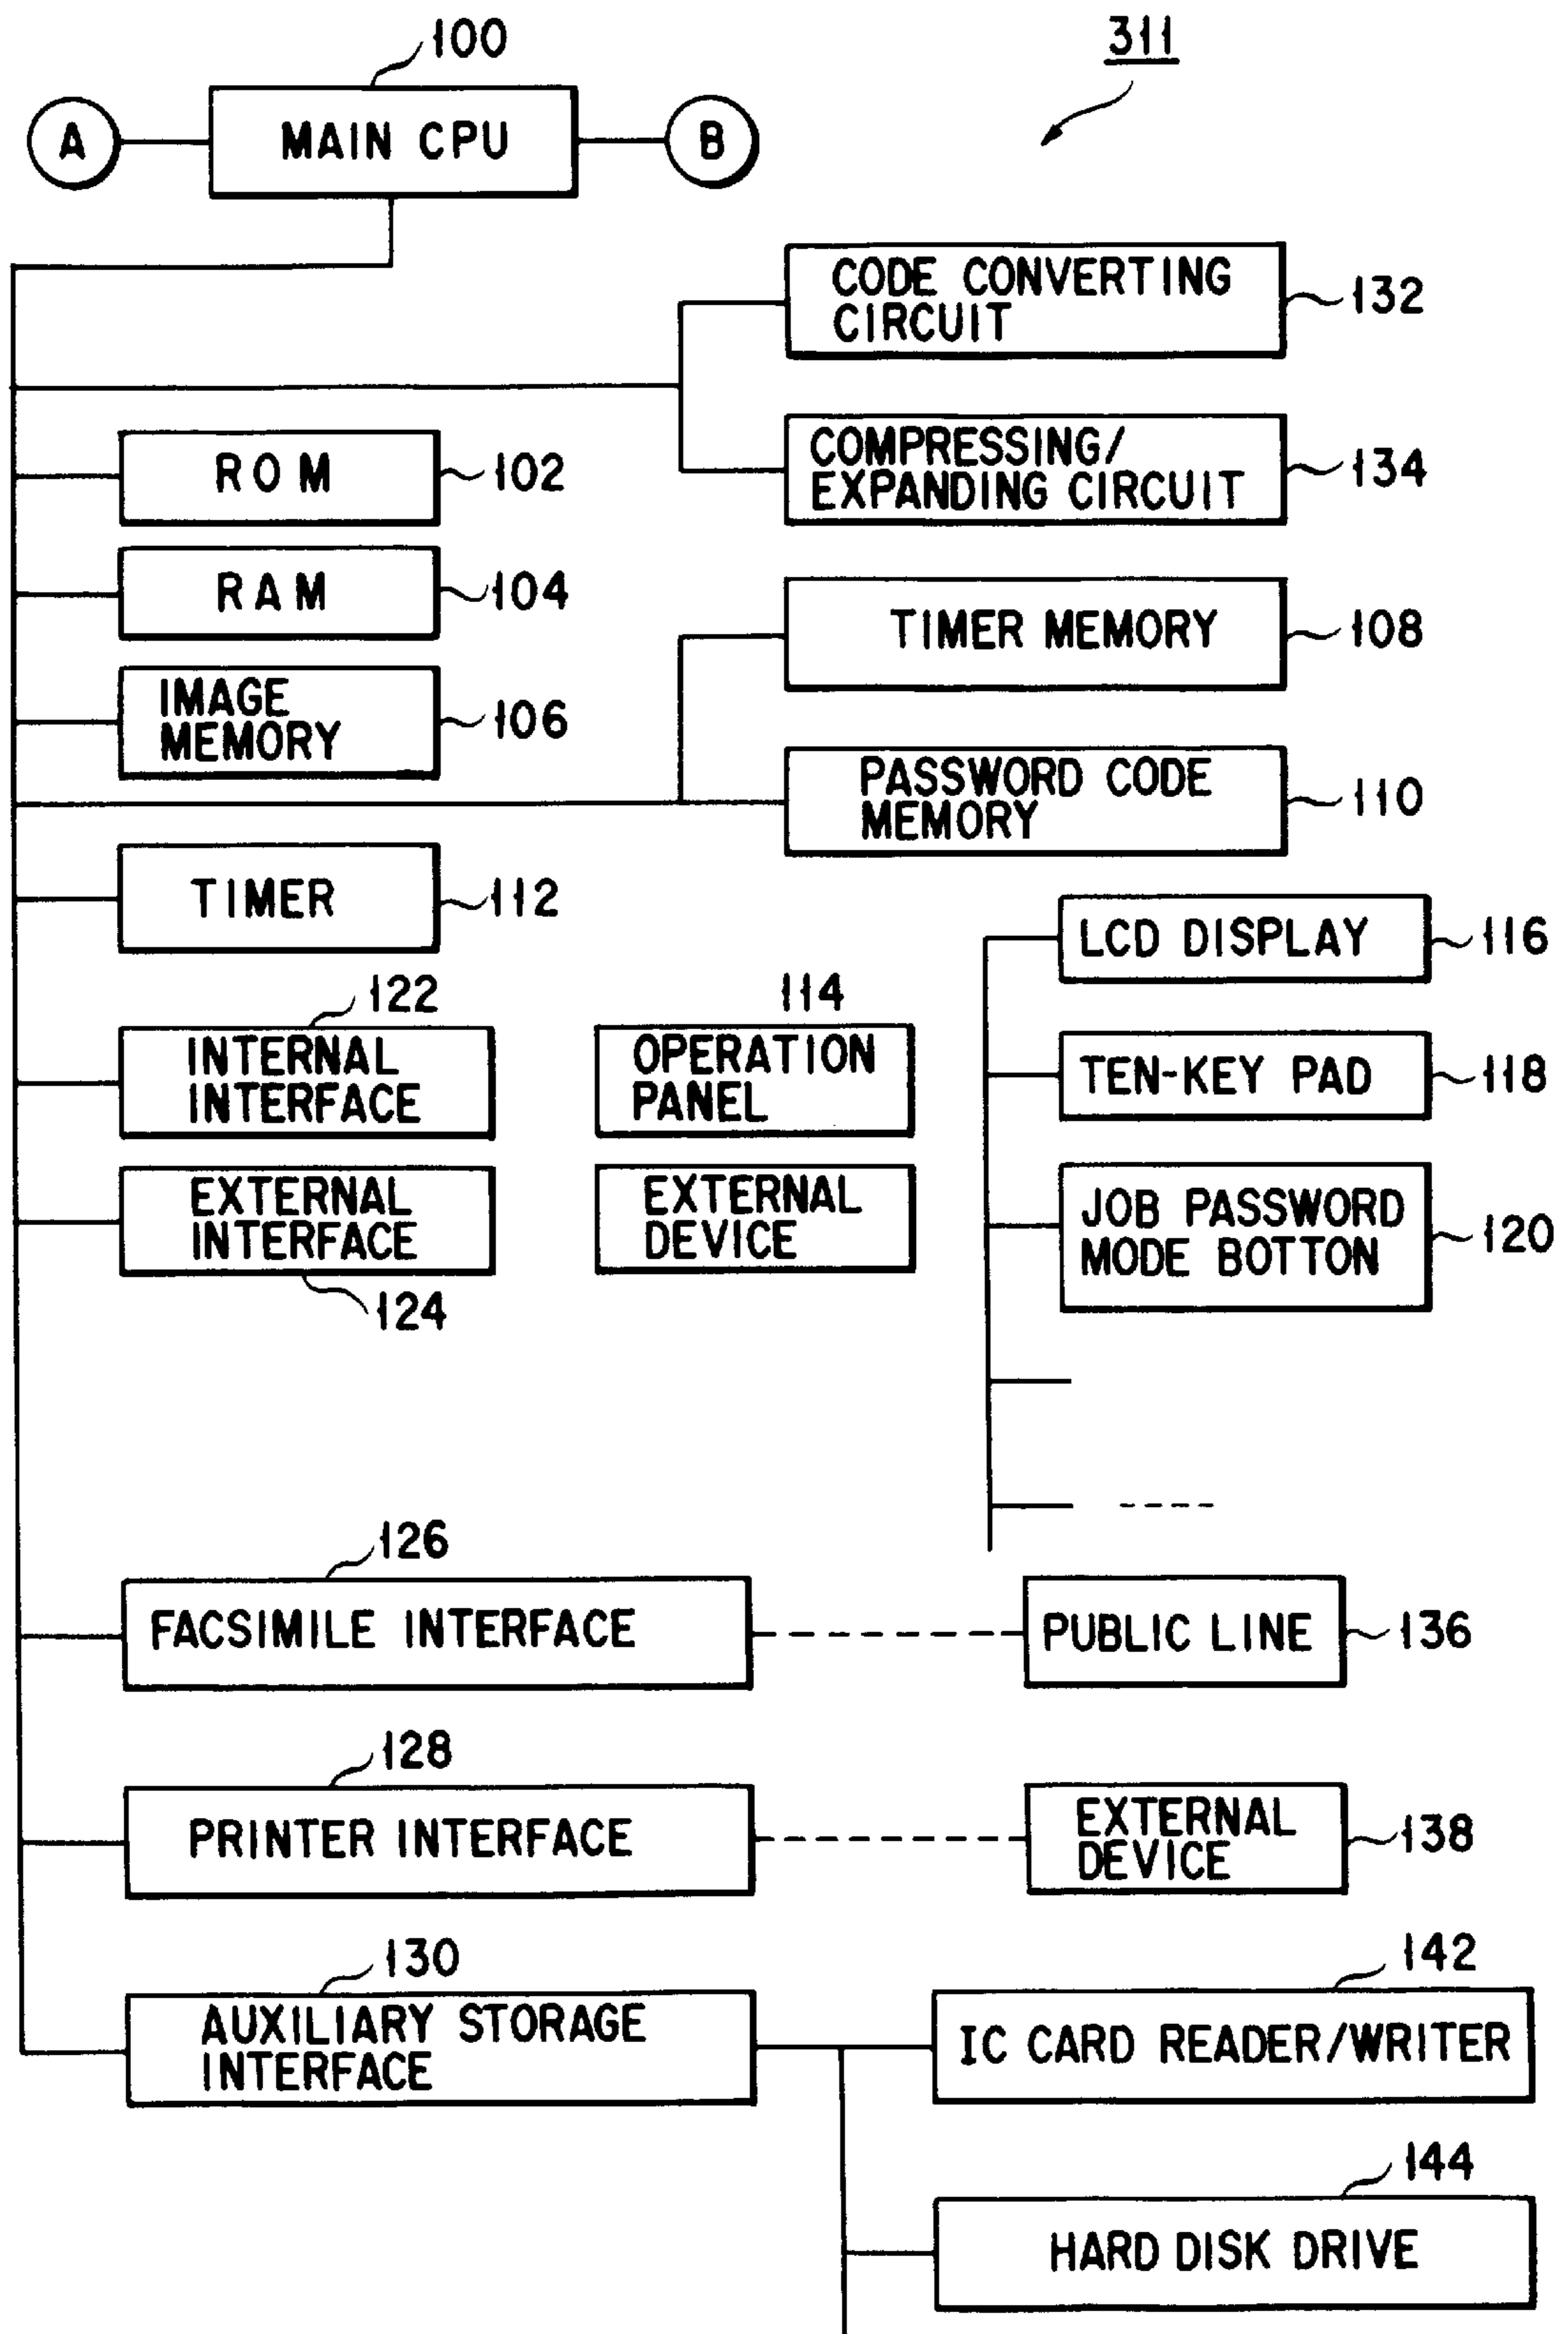 100
311
A
MAIN CPU
B
CODE CONVERTING
CIRCUIT
132
COMPRESSING/
EXPANDING CIRCUIT
134
ROM
102
RAM
104
TIMER MEMORY
108
IMAGE
MEMORY
106
PASSWORD CODE
MEMORY
110
TIMER
112
LCD DISPLAY
116
122
INTERNAL
INTERFACE
114
OPERATION
PANEL
TEN-KEY PAD
118
EXTERNAL
INTERFACE
124
EXTERNAL
DEVICE
JOB PASSWORD
MODE BOTTON
120
126
FACSIMILE INTERFACE
PUBLIC LINE
136
128
PRINTER INTERFACE
EXTERNAL
DEVICE
138
130
AUXILIARY STORAGE
INTERFACE
142
IC CARD READER/WRITER
144
HARD DISK DRIVE